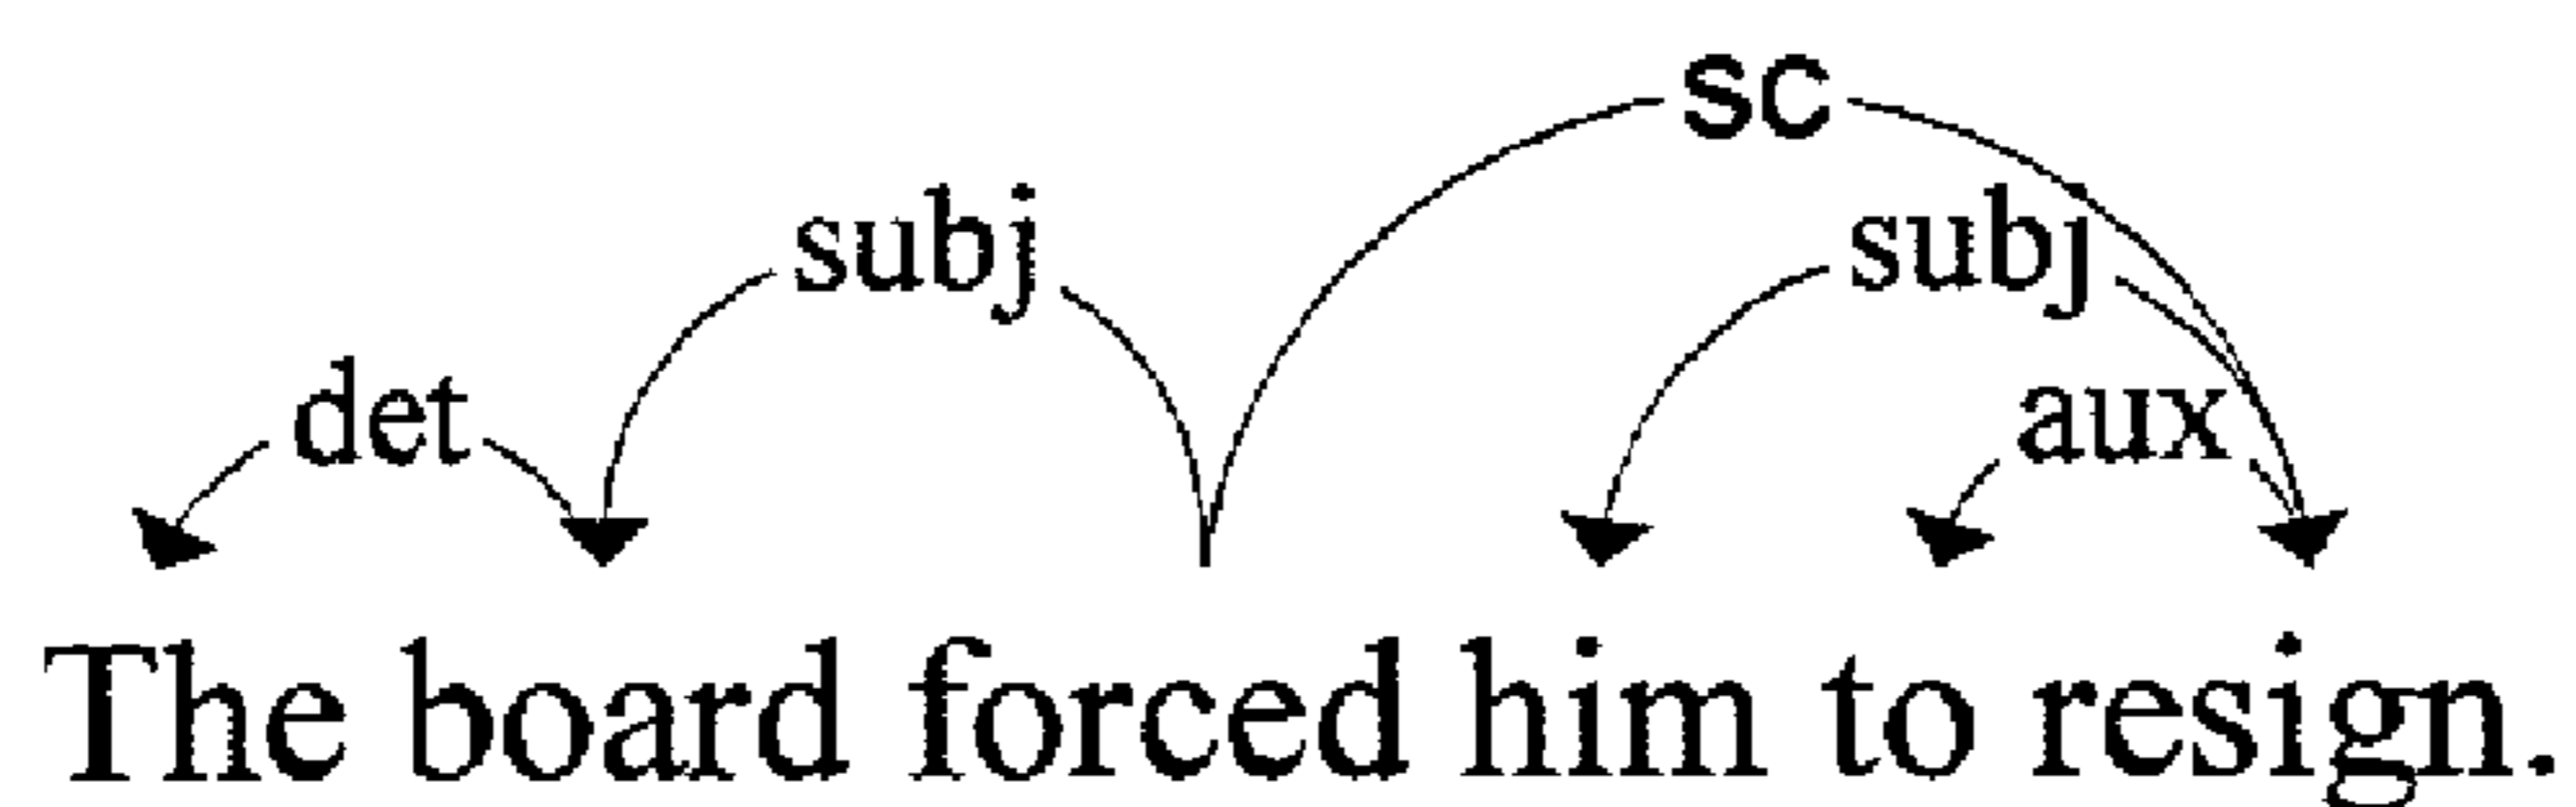 sc
subj subj
det aux
The board forced him to resign.